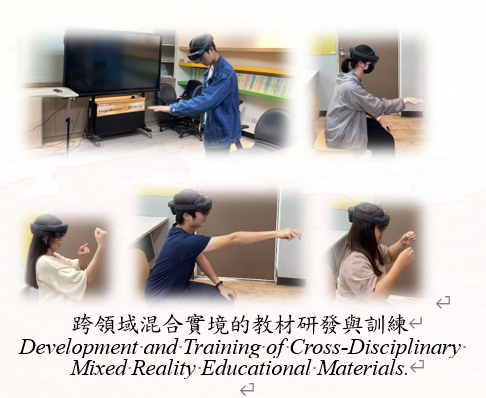 跨領域混合實境的教材研發與訓練
Development and Training of Cross-Disciplinary
Mixed Reality Educational Materials.